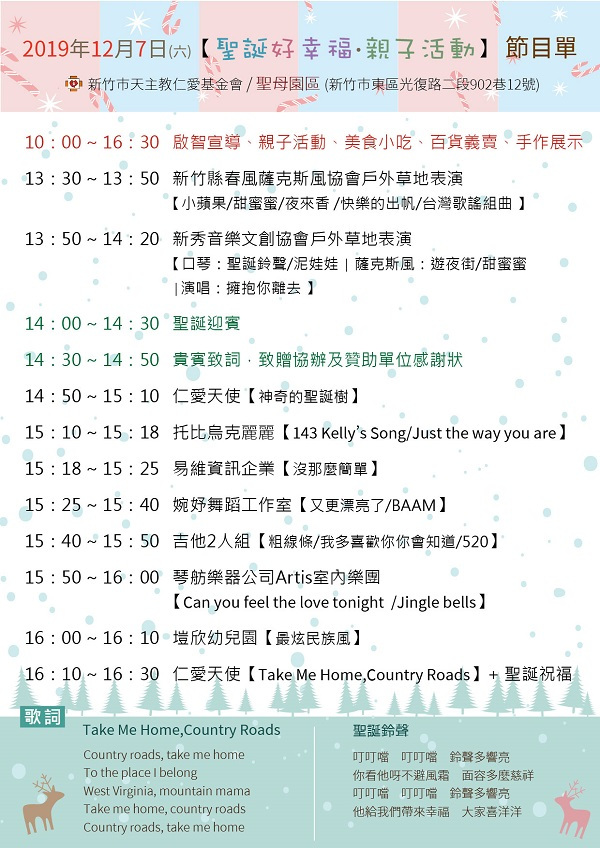 2019年12月7日(六)【聖誕好幸福·親子活動】 節目單
新竹市天主教仁愛基金會 / 聖母園區 (新竹市東區光復路二段902巷12號)
10：00 ~ 16：30 啟智宣導、親子活動、美食小吃、百貨義賣、手作展示
13：30 ~ 13：50 新竹縣春風薩克斯風協會戶外草地表演
【小蘋果/甜蜜蜜/夜來香 /快樂的出帆/台灣歌謠組曲 】
13：50 ~ 14：20 新秀音樂文創協會戶外草地表演
【口琴：聖誕鈴聲/泥娃娃 | 薩克斯風：遊夜街/甜蜜蜜
|演唱：擁抱你離去 】
14：00 ~ 14：30 聖誕迎賓
14：30 ~ 14：50 貴賓致詞．致贈協辦及贊助單位感謝狀
14：50 ~ 15：10 仁愛天使【神奇的聖誕樹】
15：10 ~ 15：18 托比烏克麗麗【143 Kelly's Song/Just the way you are】
15：18 ~ 15：25 易維資訊企業【沒那麼簡單】
15：25 ~ 15：40 婉妤舞蹈工作室【又更漂亮了/BAAM】
15：40 ~ 15：50 吉他2人組【粗線條/我多喜歡你你會知道/520】
15：50 ~ 16：00 琴舫樂器公司Artis室內樂團
【Can you feel the love tonight /Jingle bells】
16：00 ~ 16：10 塏欣幼兒園【最炫民族風】
16：10 ~ 16：30 仁愛天使【Take Me Home,Country Roads】+ 聖誕祝福
歌詞
Take Me Home,Country Roads
Country roads, take me home
To the place I belong
West Virginia, mountain mama
Take me home, country roads
Country roads, take me home
聖誕鈴聲
叮叮噹 叮叮噹 鈴聲多響亮
你看他呀不避風霜 面容多麼慈祥
叮叮噹 叮叮噹 鈴聲多響亮
他給我們帶來幸福 大家喜洋洋